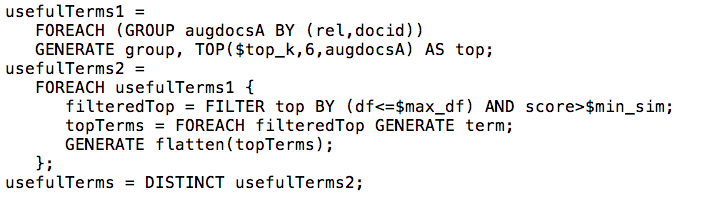 usefulTerms1 =
FOREACH (GROUP augdocsA BY (rel,docid))
GENERATE group, TOP($top_k,6,augdocsA) AS top;
usefulTerms2 =
FOREACH usefulTerms1 {
filteredTop = FILTER top BY (df<=$max_df) AND score>$min_sim;
topTerms = FOREACH filteredTop GENERATE term;
GENERATE flatten(topTerms);
};
usefulTerms = DISTINCT usefulTerms2;